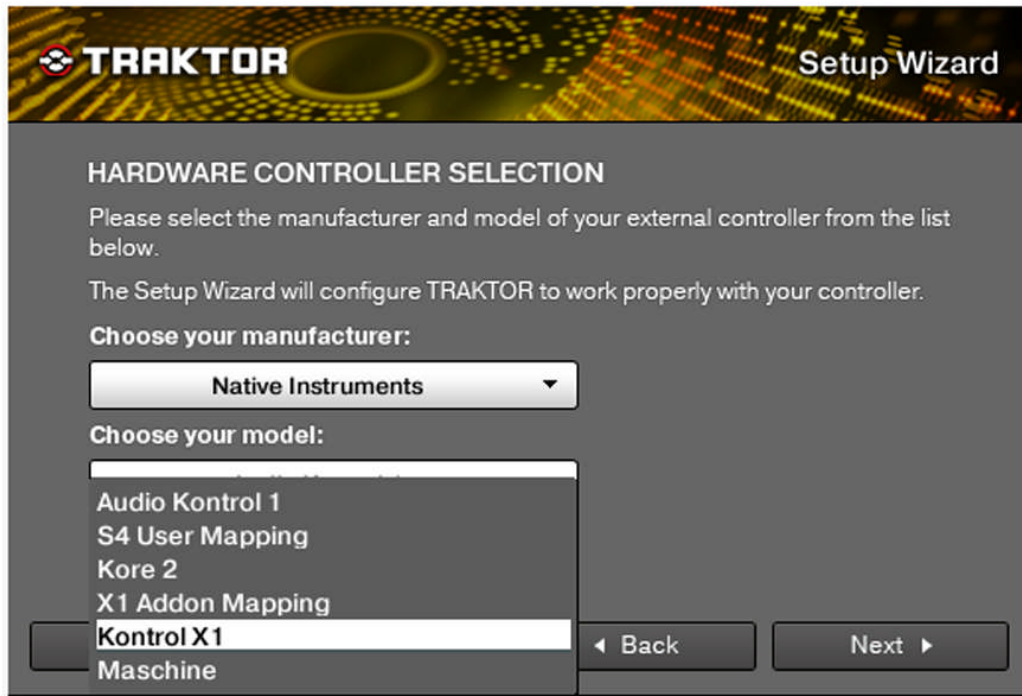 TRAKTOR
Setup Wizard
HARDWARE CONTROLLER SELECTION
Please select the manufacturer and model of your external controller from the list
below.
The Setup Wizard will configure TRAKTOR to work properly with your controller.
Choose your manufacturer:
Native Instruments
Choose your model:
Audio Kontrol 1
S4 User Mapping
Kore 2
X1 Addon Mapping
Kontrol X1
Maschine
Back
Next